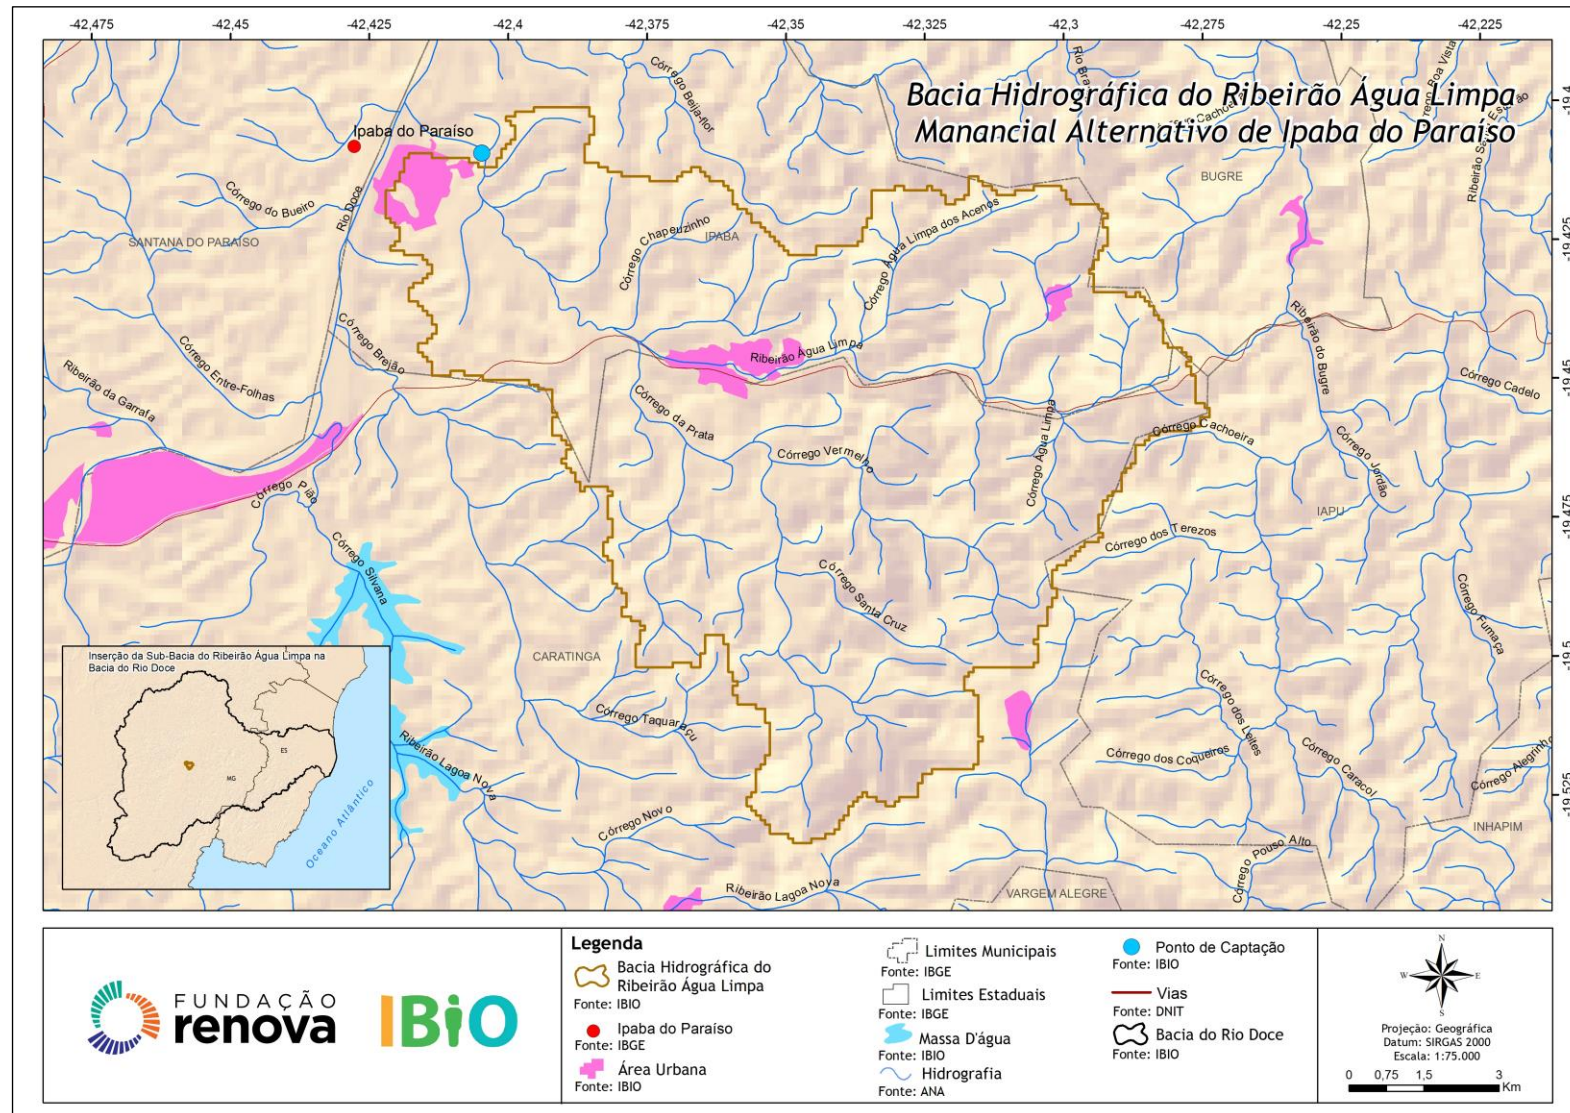 -42,475
-42,45
-42,425
-42,4
-42,375
-42,35
-42,325
-42,3
-42,275
-42,25
-42,225
Bacia Hidrográfica do Ribeirão Água Limpa
Manancial Alternativo de Ipaba do Paraíso
-19,4
-19,425
-19,45
-19,475
-19,5
-19,525
Ipaba do Paraíso
Córrego Beija-flor
BUGRE
Córrego do Bueiro
Rio Doce
SANTANA DO PARAÍSO
Córrego Chapeuzinho
IPABA
Córrego Água Limpa dos Acenos
Córrego Brejão
Córrego Entre-Folhas
Ribeirão da Garrafa
Ribeirão Água Limpa
Ribeirão do Bugre
Córrego Cadelo
Córrego da Prata
Córrego Vermelho
Córrego Água Limpa
Córrego Cachoeira
Córrego Jordão
Córrego Pião
IAPU
Córrego dos Terezos
Córrego Silvana
Córrego Santa Cruz
Córrego Fumaça
CARATINGA
Córrego Taquaraçu
Ribeirão Lagoa Nova
Córrego dos Leites
Córrego dos Coqueiros
Córrego Caracol
Córrego Alegrinho
Córrego Novo
INHAPIM
Córrego Pouso Alto
Ribeirão Lagoa Nova
VARGEM ALEGRE
Inserção da Sub-Bacia do Ribeirão Água Limpa na
Bacia do Rio Doce
ES
MG
Oceano Atlântico
FUNDAÇÃO
renova
IBiO
Legenda
Bacia Hidrográfica do
Ribeirão Água Limpa
Fonte: IBIO
Ipaba do Paraíso
Fonte: IBGE
Área Urbana
Fonte: IBIO
Limites Municipais
Fonte: IBGE
Limites Estaduais
Fonte: IBGE
Massa D'água
Fonte: IBIO
Hidrografia
Fonte: ANA
Ponto de Captação
Fonte: IBIO
Vias
Fonte: DNIT
Bacia do Rio Doce
Fonte: IBIO
N
W
E
S
Projeção: Geográfica
Datum: SIRGAS 2000
Escala: 1:75.000
0 0,75 1,5 3
Km